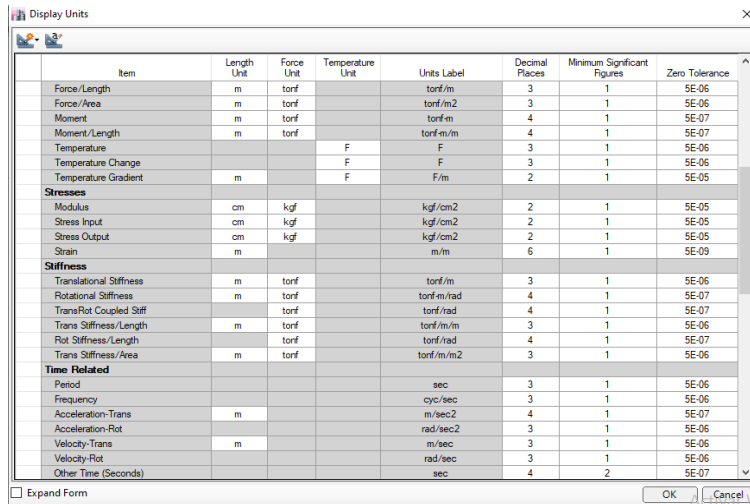 Display Units
Item Length Unit Force Unit Temperature Unit Units Label Decimal Places Minimum Significant Figures Zero Tolerance
Force/Length m tonf tonf/m 3 1 5E-06
Force/Area m tonf tonf/m2 3 1 5E-06
Moment m tonf tonf-m 4 1 5E-07
Moment/Length m tonf tonf-m/m 4 1 5E-07
Temperature F F 3 1 5E-06
Temperature Change F F 3 1 5E-06
Temperature Gradient m F F/m 2 1 5E-05
Stresses
Modulus cm kgf kgf/cm2 2 1 5E-05
Stress Input cm kgf kgf/cm2 2 1 5E-05
Stress Output cm kgf kgf/cm2 2 1 5E-05
Strain m m/m 6 1 5E-09
Stiffness
Translational Stiffness m tonf tonf/m 3 1 5E-06
Rotational Stiffness m tonf tonf-m/rad 4 1 5E-07
TransRot Coupled Stiff tonf tonf/rad 4 1 5E-07
Trans Stiffness/Length m tonf tonf/m/m 3 1 5E-06
Rot Stiffness/Length tonf tonf/rad 4 1 5E-07
Trans Stiffness/Area m tonf tonf/m/m2 3 1 5E-06
Time Related
Period sec 3 1 5E-06
Frequency cyc/sec 3 1 5E-06
Acceleration-Trans m m/sec2 4 1 5E-07
Acceleration-Rot rad/sec2 3 1 5E-06
Velocity-Trans m m/sec 3 1 5E-06
Velocity-Rot rad/sec 3 1 5E-06
Other Time (Seconds) sec 4 2 5E-07
Expand Form OK Cancel